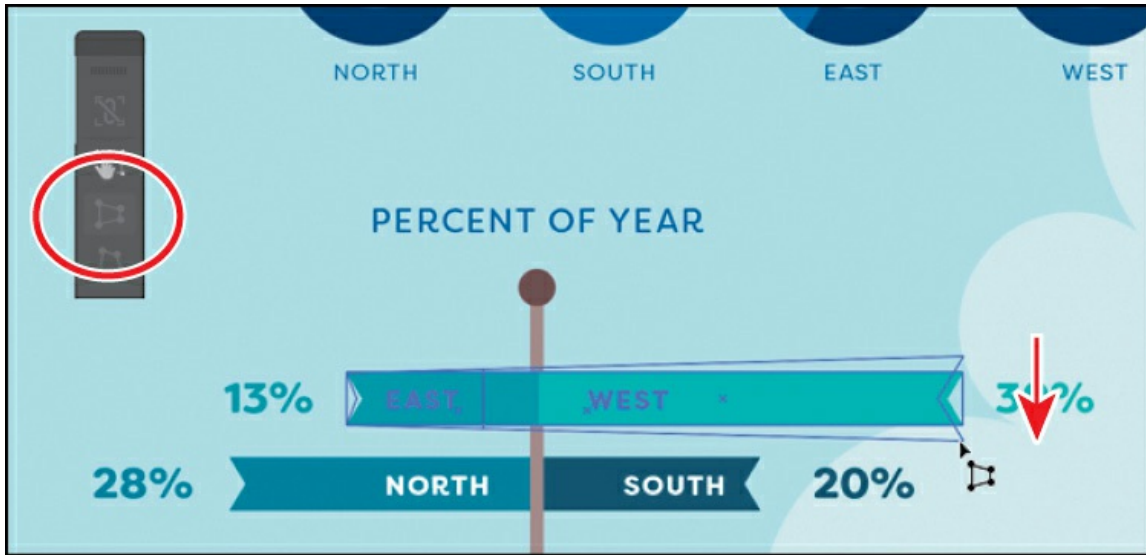 NORTH SOUTH EAST WEST
PERCENT OF YEAR
13% EAST WEST
28% NORTH SOUTH 20%